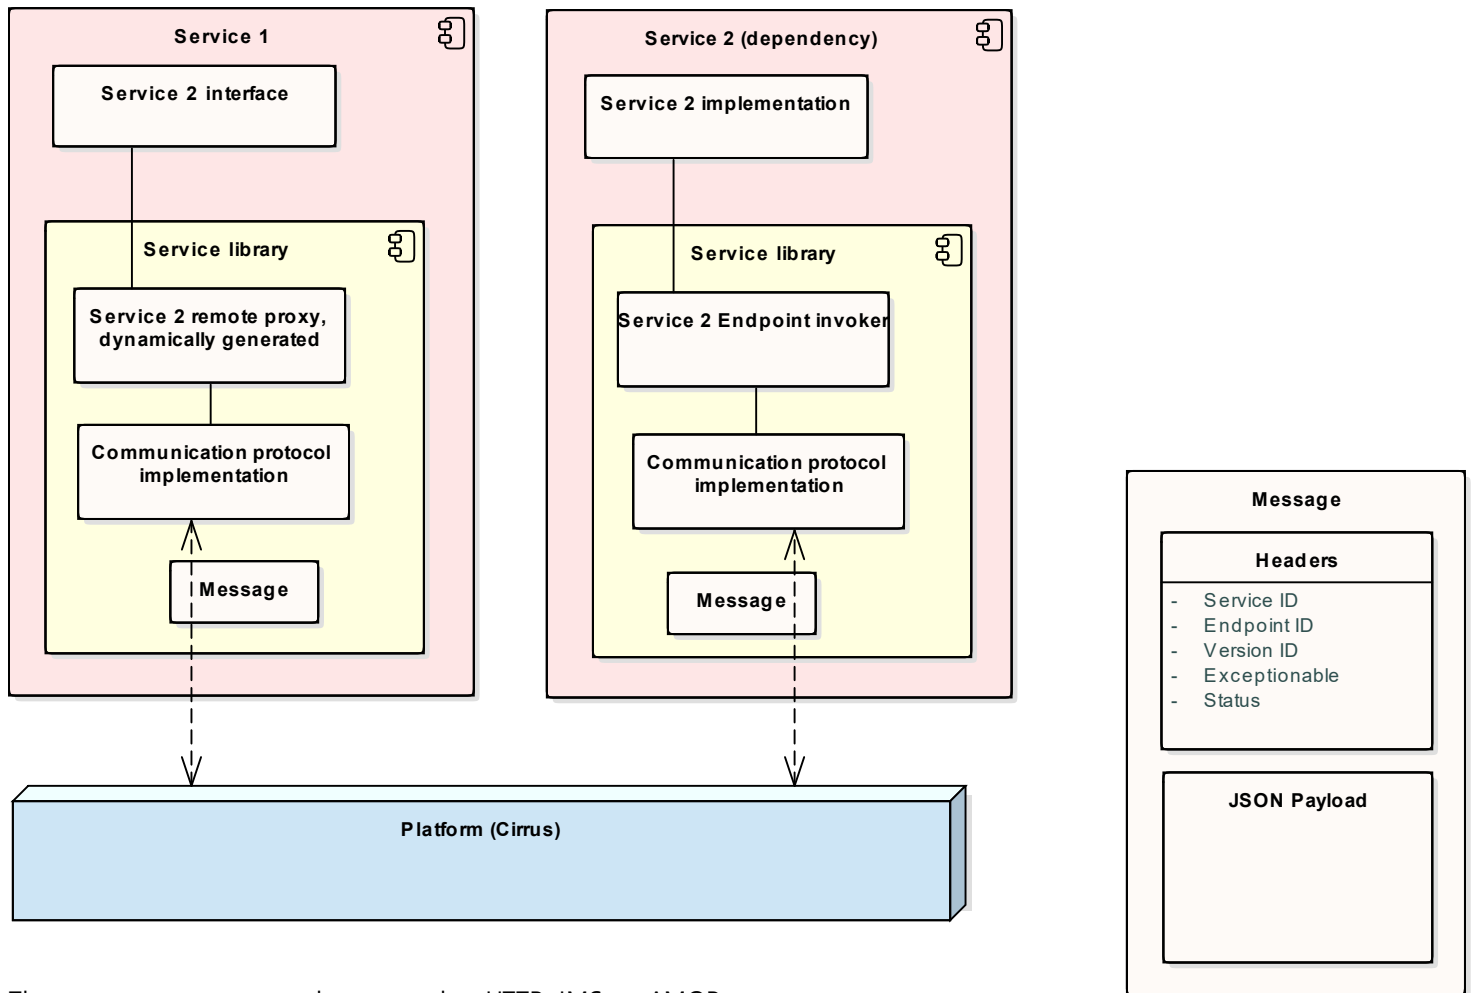 Service 1
Service 2 interface
Service library
Service 2 remote proxy,
dynamically generated
Communication protocol
implementation
Message
Service 2 (dependency)
Service 2 implementation
Service library
Service 2 Endpoint invoker
Communication protocol
implementation
Message
Platform (Cirrus)
Message
Headers
- Service ID
- Endpoint ID
- Version ID
- Exceptionable
- Status
JSON Payload